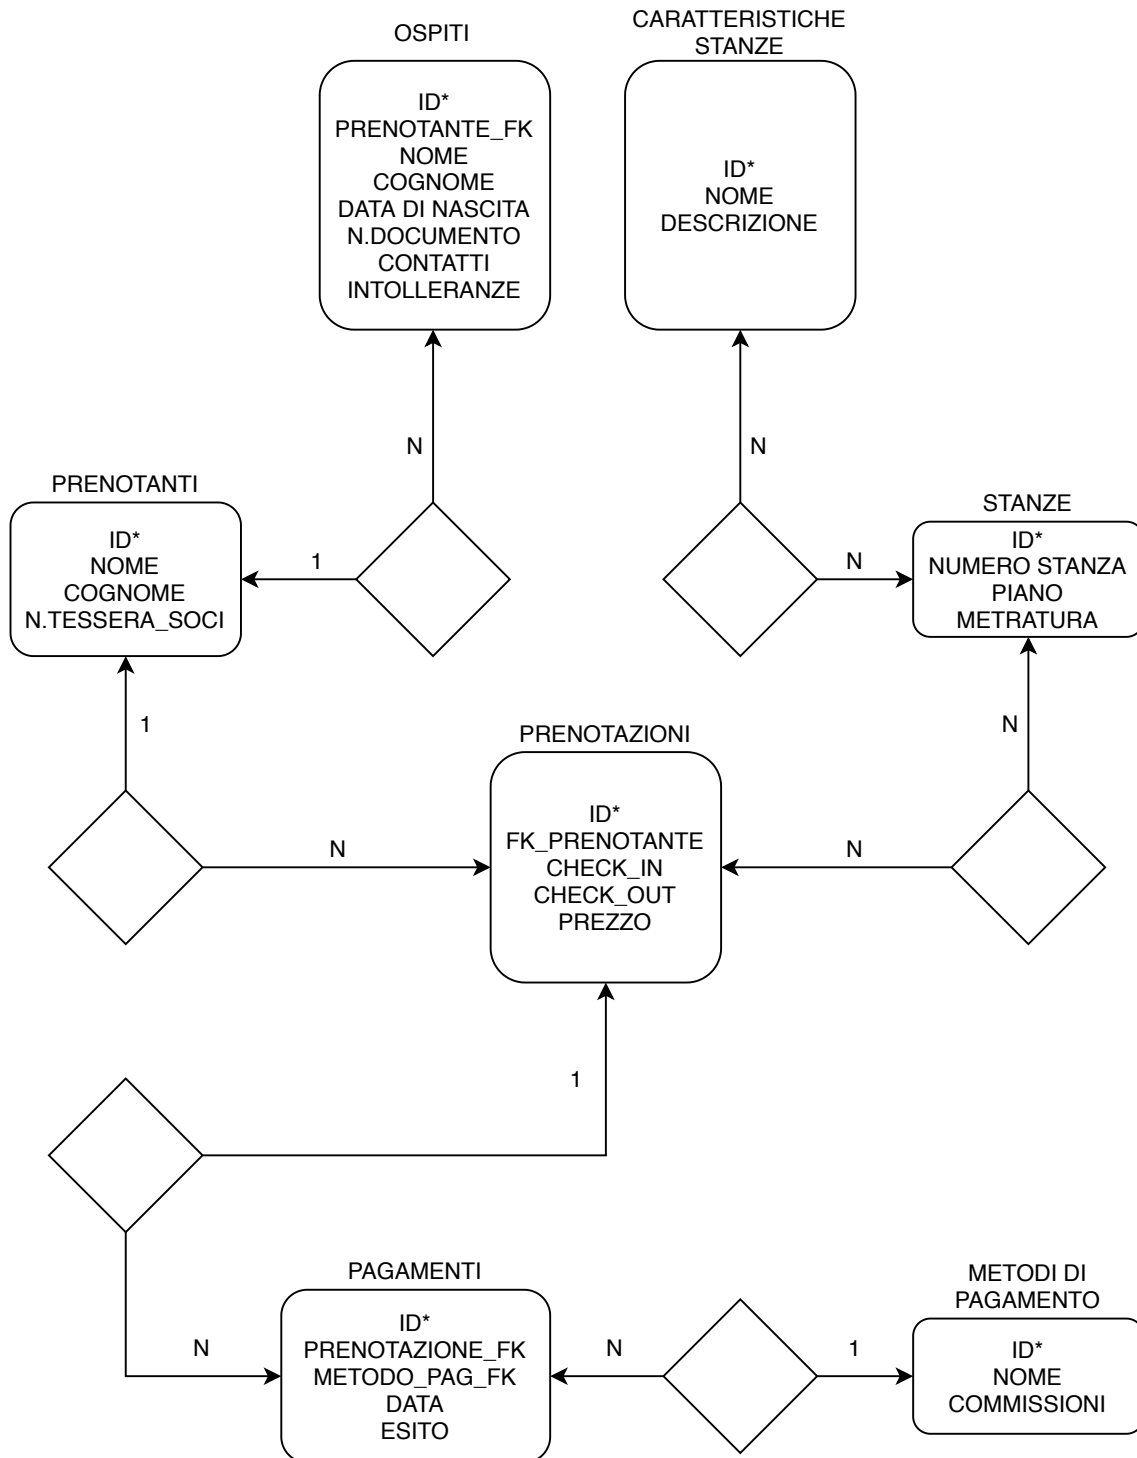 OSPITI
ID*
PRENOTANTE_FK
NOME
COGNOME
DATA DI NASCITA
N.DOCUMENTO
CONTATTI
INTOLLERANZE
CARATTERISTICHE
STANZE
ID*
NOME
DESCRIZIONE
N
N
PRENOTANTI
ID*
NOME
COGNOME
N.TESSERA_SOCI
1
N
STANZE
ID*
NUMERO STANZA
PIANO
METRATURA
1
N
PRENOTAZIONI
ID*
FK_PRENOTANTE
CHECK_IN
CHECK_OUT
PREZZO
N
N
1
PAGAMENTI
ID*
PRENOTAZIONE_FK
METODO_PAG_FK
DATA
ESITO
N
N
1
METODI DI
PAGAMENTO
ID*
NOME
COMMISSIONI